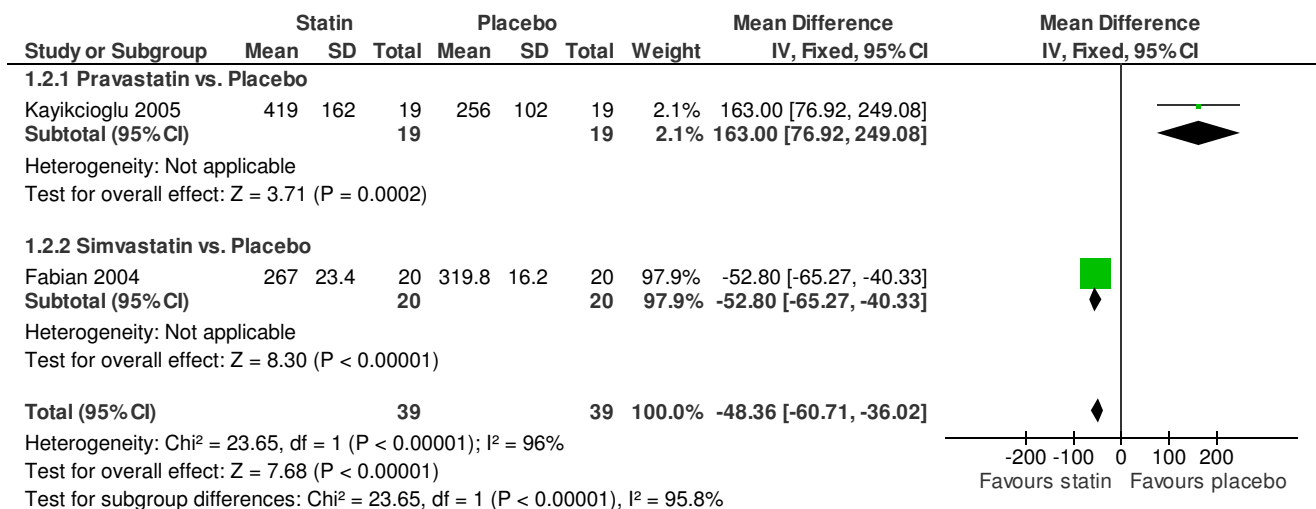 Statin Placebo Mean Difference Mean Difference
Study or Subgroup Mean SD Total Mean SD Total Weight IV, Fixed, 95% CI IV, Fixed, 95% CI
1.2.1 Pravastatin vs. Placebo
Kayikcioglu 2005 419 162 19 256 102 19 2.1% 163.00 [76.92, 249.08]
Subtotal (95% CI) 19 19 2.1% 163.00 [76.92, 249.08]
Heterogeneity: Not applicable
Test for overall effect: Z = 3.71 (P = 0.0002)
1.2.2 Simvastatin vs. Placebo
Fabian 2004 267 23.4 20 319.8 16.2 20 97.9% -52.80 [-65.27, -40.33]
Subtotal (95% CI) 20 20 97.9% -52.80 [-65.27, -40.33]
Heterogeneity: Not applicable
Test for overall effect: Z = 8.30 (P < 0.00001)
Total (95% CI) 39 39 100.0% -48.36 [-60.71, -36.02]
Heterogeneity: Chi² = 23.65, df = 1 (P < 0.00001); I² = 96%
Test for overall effect: Z = 7.68 (P < 0.00001)
Test for subgroup differences: Chi² = 23.65, df = 1 (P < 0.00001), I² = 95.8%
-200 -100 0 100 200
Favours statin Favours placebo